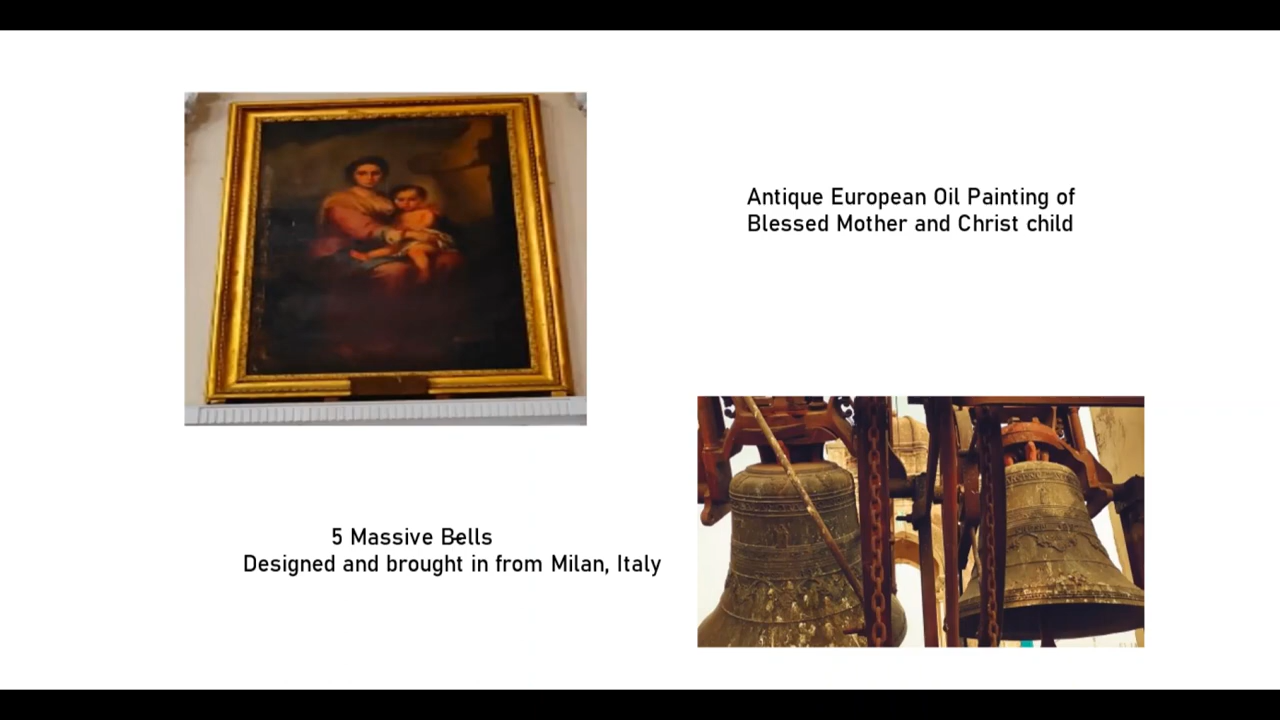 Antique European Oil Painting of
Blessed Mother and Christ child
5 Massive Bells
Designed and brought in from Milan, Italy